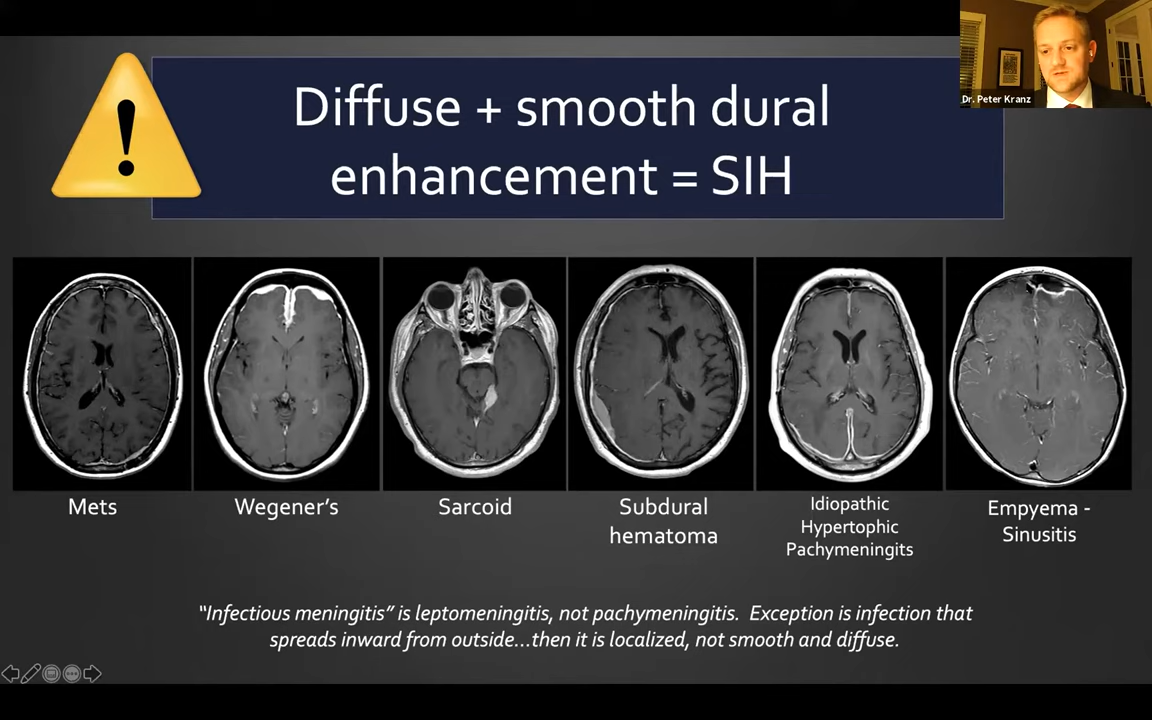 Diffuse + smooth dural
enhancement = SIH
Dr. Peter Kranz
Mets
Wegener's
Sarcoid
Subdural
hematoma
Idiopathic
Hypertophic
Pachymeningits
Empyema -
Sinusitis
“Infectious meningitis” is leptomeningitis, not pachymeningitis. Exception is infection that
spreads inward from outside...then it is localized, not smooth and diffuse.